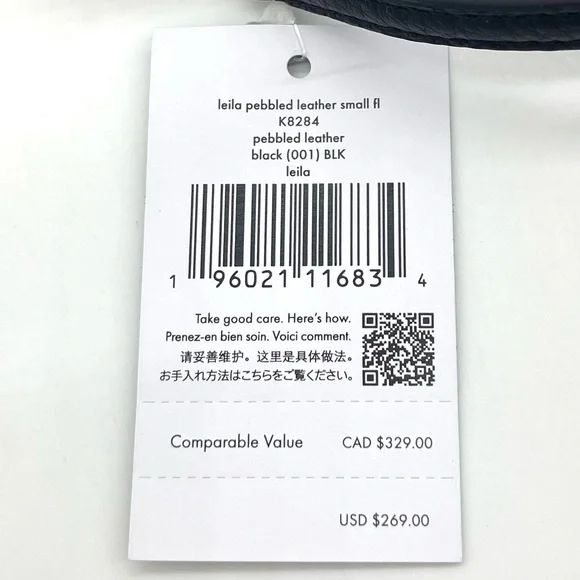 leila pebbled leather small fl
K8284
pebbled leather
black (001) BLK
leila
1 96021 11683 4
Take good care. Here's how.
Prenez-en bien soin. Voici comment.
请妥善维护。这里是具体做法。
お手入れ方法はこちらをご覧ください。
Comparable Value CAD $329.00
USD $269.00